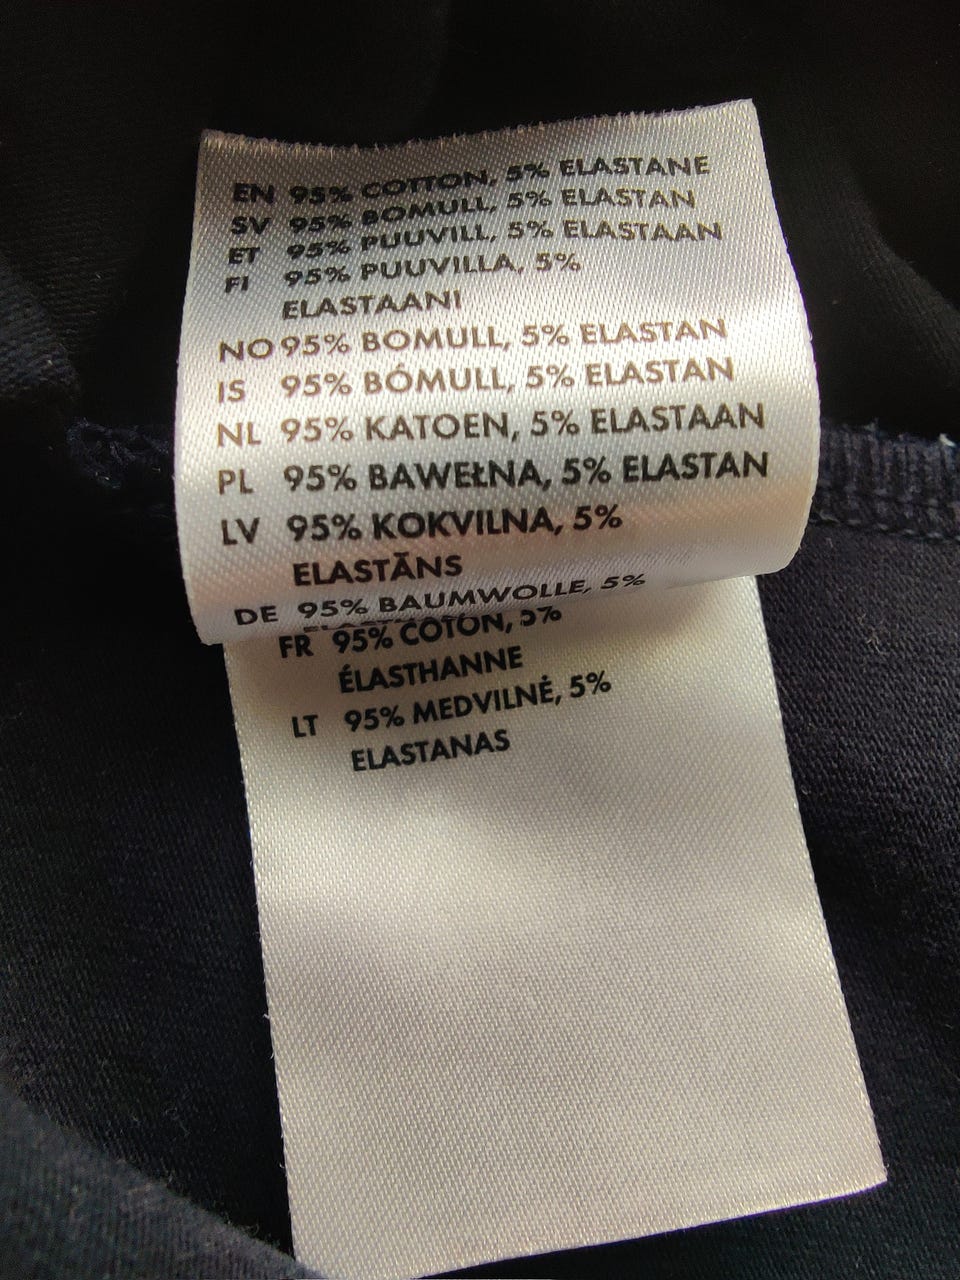 EN 95% COTTON, 5% ELASTANE
SV 95% BOMULL, 5% ELASTAN
ET 95% PUUVILL, 5% ELASTAAN
FI 95% PUUVILLA, 5%
ELASTAANI
NO 95% BOMULL, 5% ELASTAN
IS 95% BÓMULL, 5% ELASTAN
NL 95% KATOEN, 5% ELASTAAN
PL 95% BAWEŁNA, 5% ELASTAN
LV 95% KOKVILNA, 5%
ELASTĀNS
DE 95% BAUMWOLLE, 5%
FR 95% COTON, 5%
ÉLASTHANNE
LT 95% MEDVILNĖ, 5%
ELASTANAS